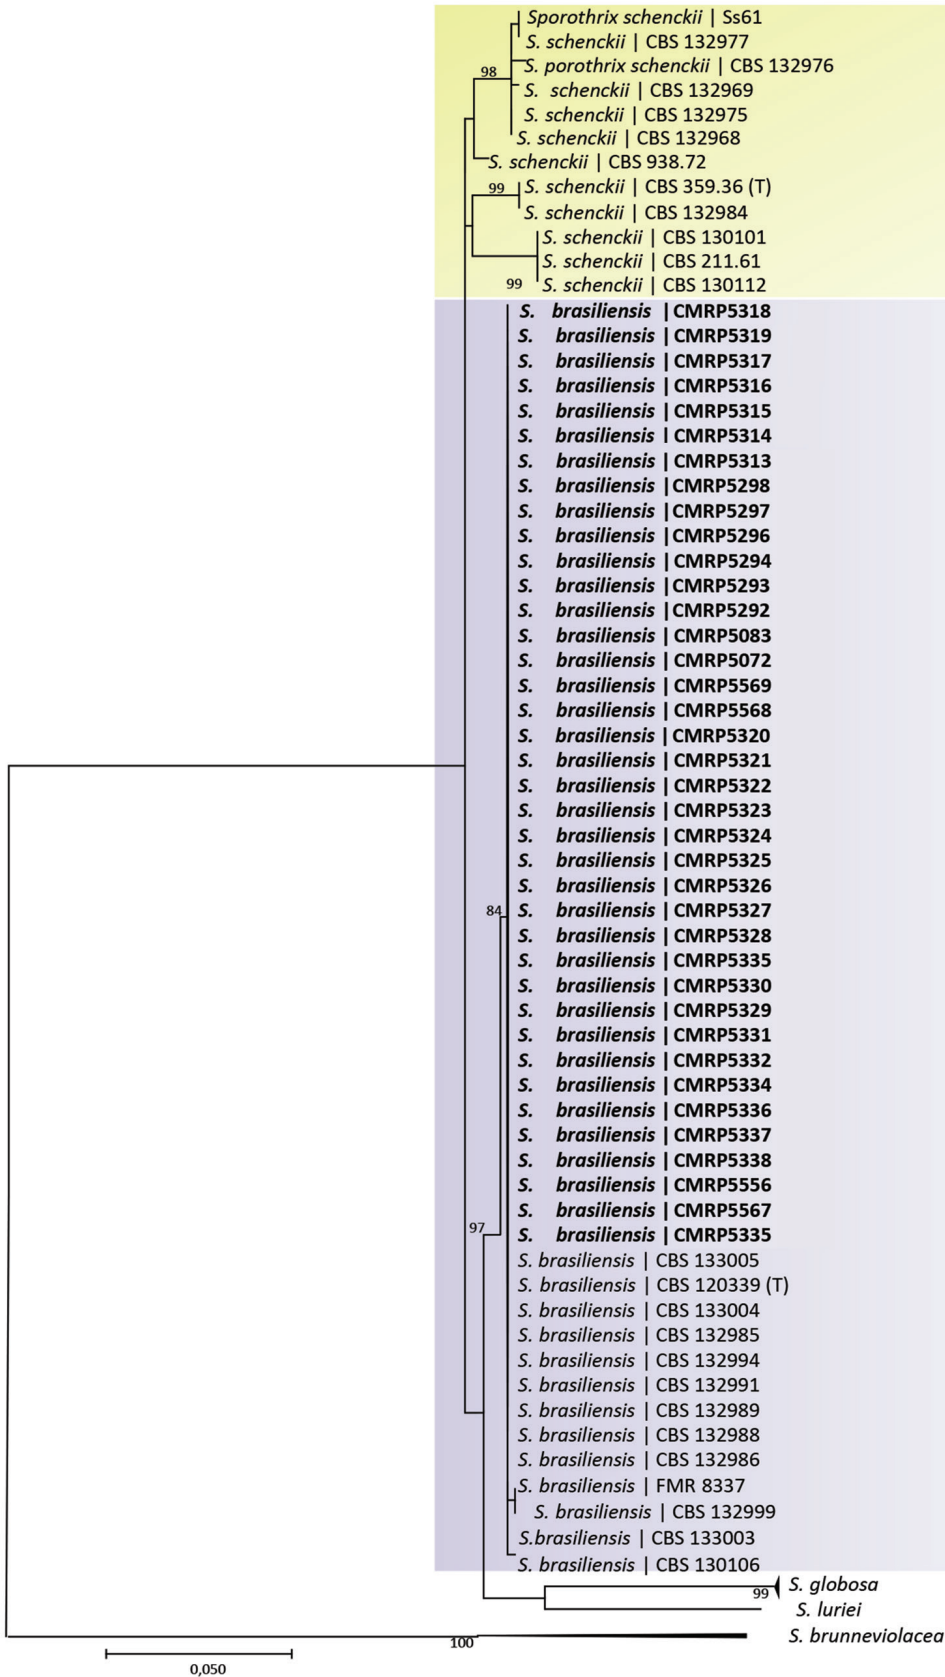 Sporothrix schenckii | Ss61
S. schenckii | CBS 132977
S. porothrix schenckii | CBS 132976
98
S. schenckii | CBS 132969
S. schenckii | CBS 132975
S. schenckii | CBS 132968
S. schenckii | CBS 938.72
99 S. schenckii | CBS 359.36 (T)
S. schenckii | CBS 132984
S. schenckii | CBS 130101
S. schenckii | CBS 211.61
99 S. schenckii | CBS 130112
S. brasiliensis | CMRP5318
S. brasiliensis | CMRP5319
S. brasiliensis | CMRP5317
S. brasiliensis | CMRP5316
S. brasiliensis | CMRP5315
S. brasiliensis | CMRP5314
S. brasiliensis | CMRP5313
S. brasiliensis | CMRP5298
S. brasiliensis | CMRP5297
S. brasiliensis | CMRP5296
S. brasiliensis | CMRP5294
S. brasiliensis | CMRP5293
S. brasiliensis | CMRP5292
S. brasiliensis | CMRP5083
S. brasiliensis | CMRP5072
S. brasiliensis | CMRP5569
S. brasiliensis | CMRP5568
S. brasiliensis | CMRP5320
S. brasiliensis | CMRP5321
S. brasiliensis | CMRP5322
S. brasiliensis | CMRP5323
S. brasiliensis | CMRP5324
S. brasiliensis | CMRP5325
S. brasiliensis | CMRP5326
84 S. brasiliensis | CMRP5327
S. brasiliensis | CMRP5328
S. brasiliensis | CMRP5335
S. brasiliensis | CMRP5330
S. brasiliensis | CMRP5329
S. brasiliensis | CMRP5331
S. brasiliensis | CMRP5332
S. brasiliensis | CMRP5334
S. brasiliensis | CMRP5336
S. brasiliensis | CMRP5337
S. brasiliensis | CMRP5338
S. brasiliensis | CMRP5556
S. brasiliensis | CMRP5567
97 S. brasiliensis | CMRP5335
S. brasiliensis | CBS 133005
S. brasiliensis | CBS 120339 (T)
S. brasiliensis | CBS 133004
S. brasiliensis | CBS 132985
S. brasiliensis | CBS 132994
S. brasiliensis | CBS 132991
S. brasiliensis | CBS 132989
S. brasiliensis | CBS 132988
S. brasiliensis | CBS 132986
S. brasiliensis | FMR 8337
S. brasiliensis | CBS 132999
S.brasiliensis | CBS 133003
S. brasiliensis | CBS 130106
99 S. globosa
S. luriei
100 S. brunneviolacea
0,050